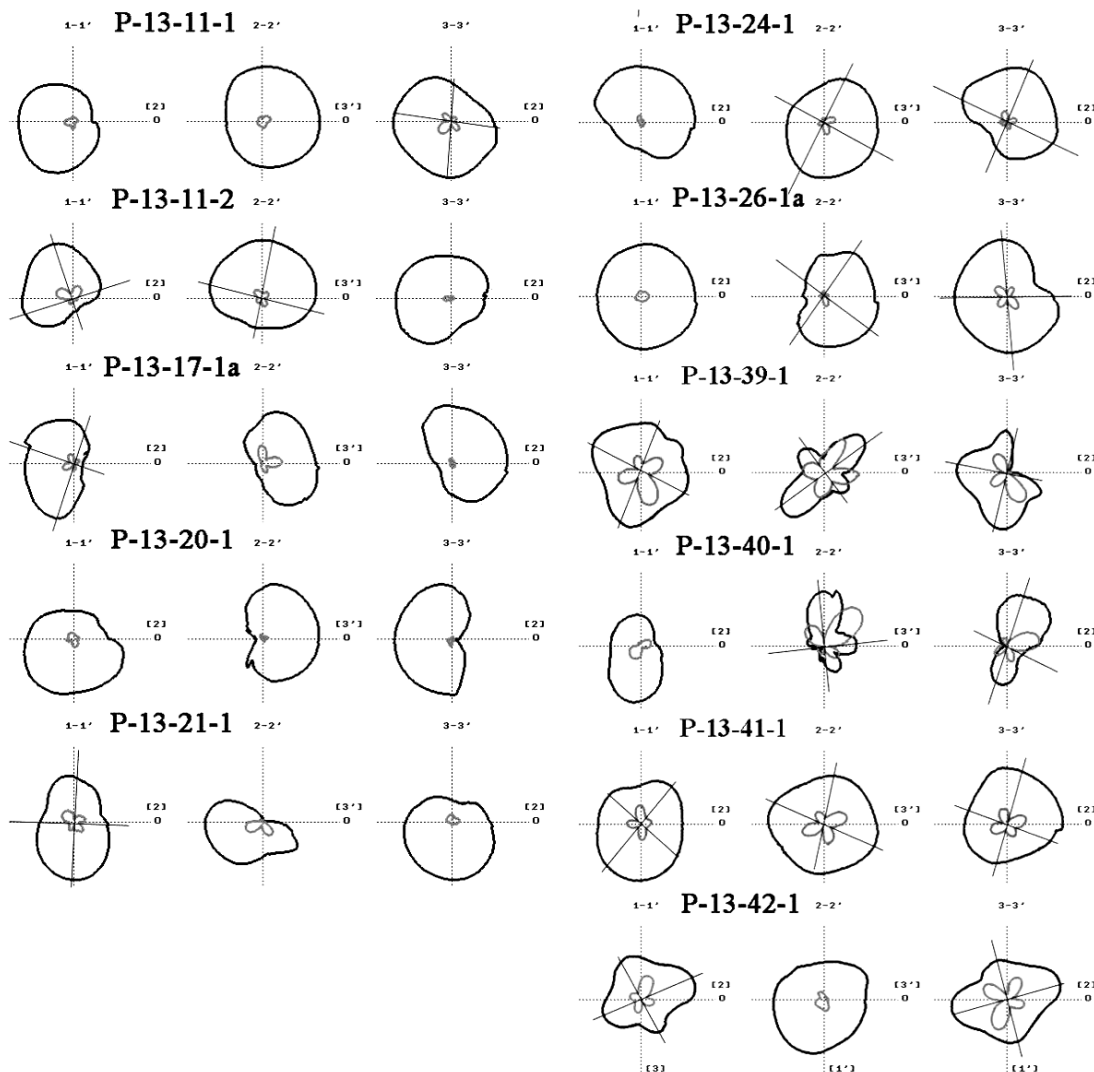 1-1' P-13-11-1 2-2' 3-3'
[2] 0 [3'] 0 [2] 0
1-1' P-13-11-2 2-2' 3-3'
[2] 0 [3'] 0 [2] 0
1-1' P-13-17-1a 2-2' 3-3'
[2] 0 [3'] 0 [2] 0
1-1' P-13-20-1 2-2' 3-3'
[2] 0 [3'] 0 [2] 0
1-1' P-13-21-1 2-2' 3-3'
[2] 0 [3'] 0 [2] 0
1-1' P-13-24-1 2-2' 3-3'
[2] 0 [3'] 0 [2] 0
1-1' P-13-26-1a 2-2' 3-3'
[2] 0 [3'] 0 [2] 0
1-1' P-13-39-1 2-2' 3-3'
[2] 0 [3'] 0 [2] 0
1-1' P-13-40-1 2-2' 3-3'
[2] 0 [3'] 0 [2] 0
1-1' P-13-41-1 2-2' 3-3'
[2] 0 [3'] 0 [2] 0
1-1' P-13-42-1 2-2' 3-3'
[2] 0 [3'] 0 [2] 0
[3] [1'] [1']